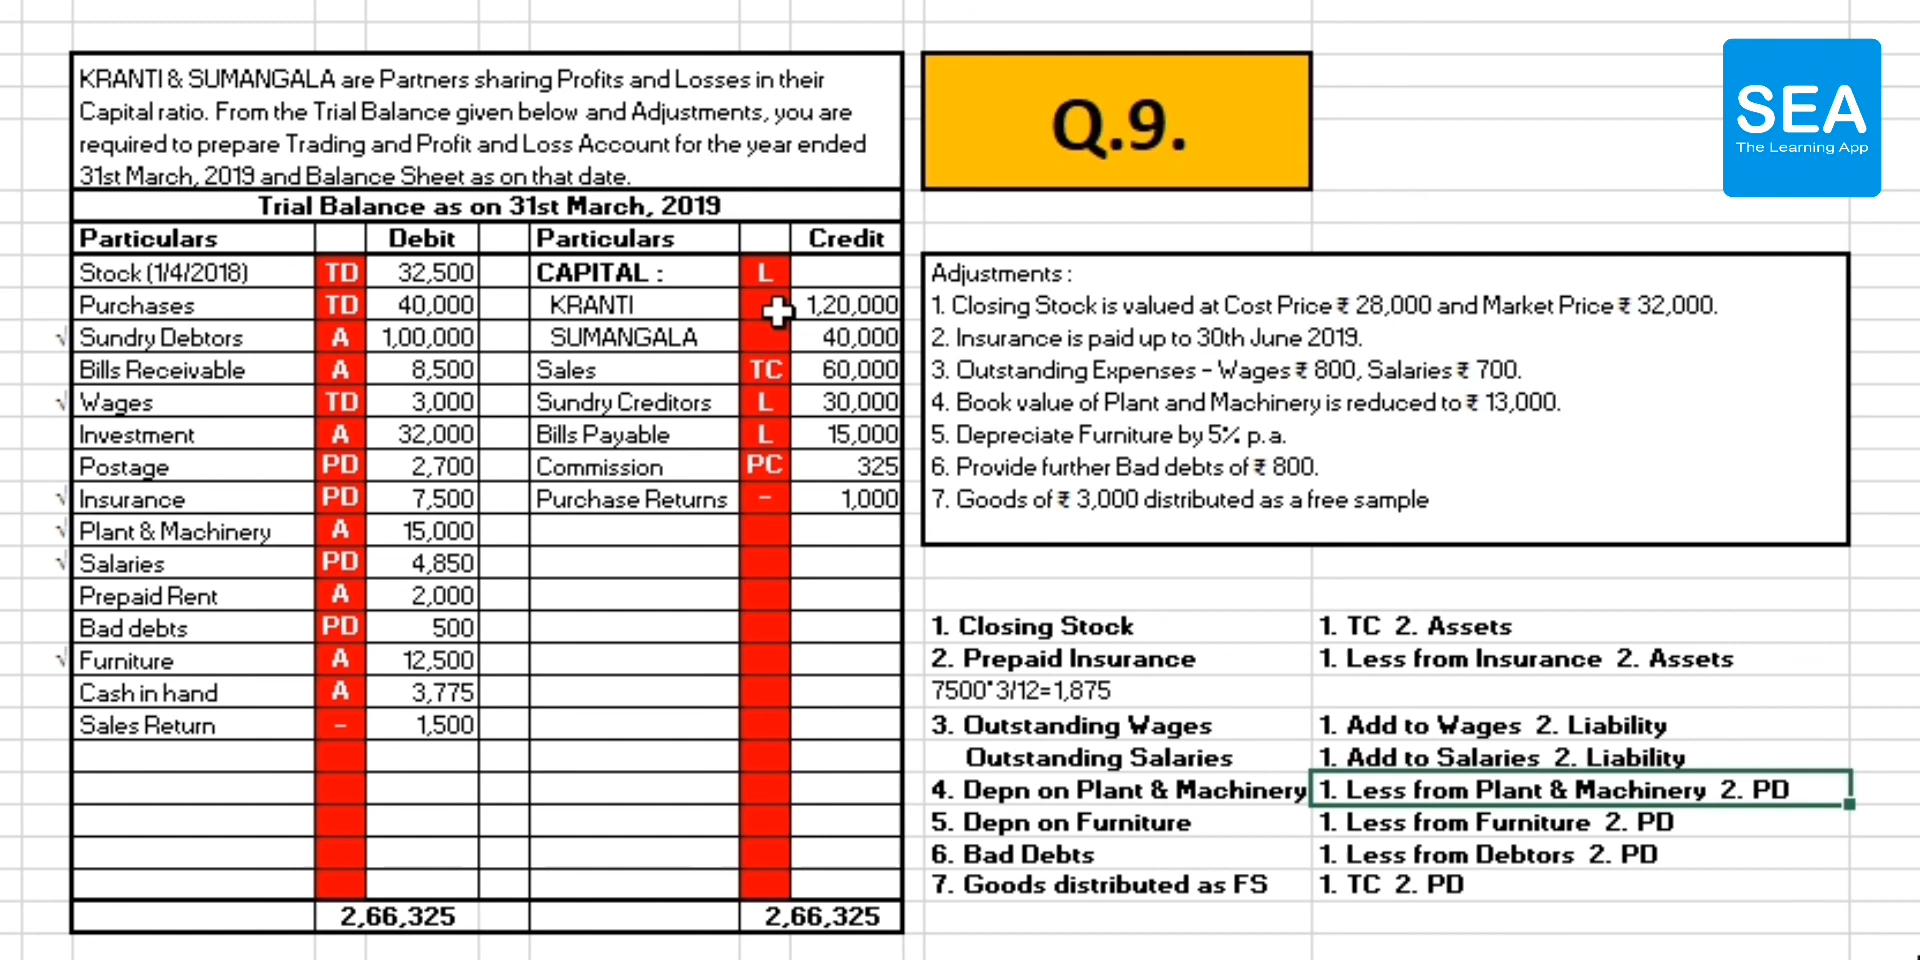 KRANTI & SUMANGALA are Partners sharing Profits and Losses in their
Capital ratio. From the Trial Balance given below and Adjustments, you are
required to prepare Trading and Profit and Loss Account for the year ended
31st March, 2019 and Balance Sheet as on that date.
Trial Balance as on 31st March, 2019
Particulars Debit Particulars Credit
Stock (1/4/2018) TD 32,500 CAPITAL : L
Purchases TD 40,000 KRANTI 1,20,000
√ Sundry Debtors A 1,00,000 SUMANGALA 40,000
Bills Receivable A 8,500 Sales TC 60,000
√ Wages TD 3,000 Sundry Creditors L 30,000
Investment A 32,000 Bills Payable L 15,000
Postage PD 2,700 Commission PC 325
√ Insurance PD 7,500 Purchase Returns - 1,000
√ Plant & Machinery A 15,000
√ Salaries PD 4,850
Prepaid Rent A 2,000
Bad debts PD 500
√ Furniture A 12,500
Cash in hand A 3,775
Sales Return - 1,500
2,66,325 2,66,325
Q.9.
SEA
The Learning App
Adjustments :
1. Closing Stock is valued at Cost Price ₹ 28,000 and Market Price ₹ 32,000.
2. Insurance is paid up to 30th June 2019.
3. Outstanding Expenses - Wages ₹ 800, Salaries ₹ 700.
4. Book value of Plant and Machinery is reduced to ₹ 13,000.
5. Depreciate Furniture by 5% p.a.
6. Provide further Bad debts of ₹ 800.
7. Goods of ₹ 3,000 distributed as a free sample
1. Closing Stock 1. TC 2. Assets
2. Prepaid Insurance 1. Less from Insurance 2. Assets
7500*3/12=1,875
3. Outstanding Wages 1. Add to Wages 2. Liability
Outstanding Salaries 1. Add to Salaries 2. Liability
4. Depn on Plant & Machinery 1. Less from Plant & Machinery 2. PD
5. Depn on Furniture 1. Less from Furniture 2. PD
6. Bad Debts 1. Less from Debtors 2. PD
7. Goods distributed as FS 1. TC 2. PD